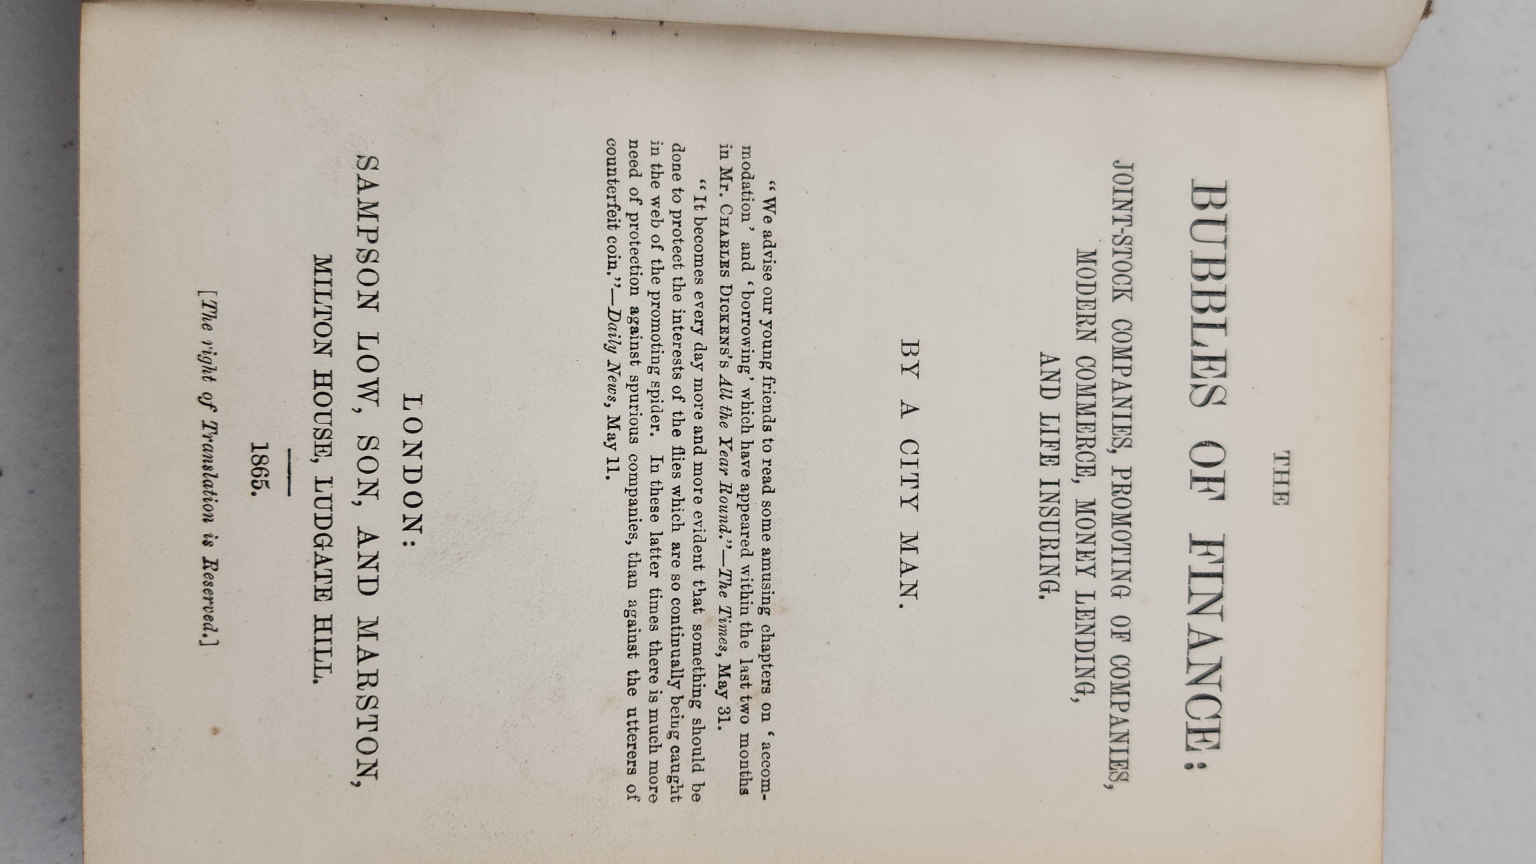 THE
BUBBLES OF FINANCE:
JOINT-STOCK COMPANIES, PROMOTING OF COMPANIES,
MODERN COMMERCE, MONEY LENDING,
AND LIFE INSURING.
BY A CITY MAN.
“We advise our young friends to read some amusing chapters on ‘accom-
modation’ and ‘borrowing’ which have appeared within the last two months
in Mr. CHARLES DICKENS’S All the Year Round.”—The Times, May 31.
“It becomes every day more and more evident that something should be
done to protect the interests of the flies which are so continually being caught
in the web of the promoting spider. In these latter times there is much more
need of protection against spurious companies, than against the utterers of
counterfeit coin.”—Daily News, May 11.
LONDON:
SAMPSON LOW, SON, AND MARSTON,
MILTON HOUSE, LUDGATE HILL.
1865.
[The right of Translation is Reserved.]